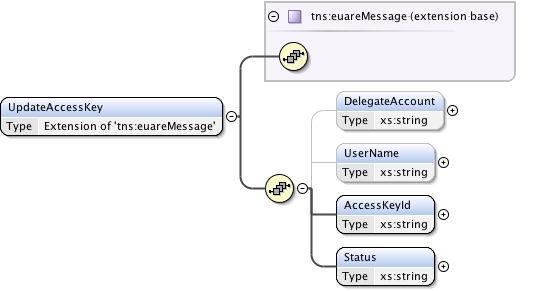 tns:euareMessage (extension base)
UpdateAccessKey
Type Extension of 'tns:euareMessage'
DelegateAccount
Type xs:string
UserName
Type xs:string
AccessKeyId
Type xs:string
Status
Type xs:string